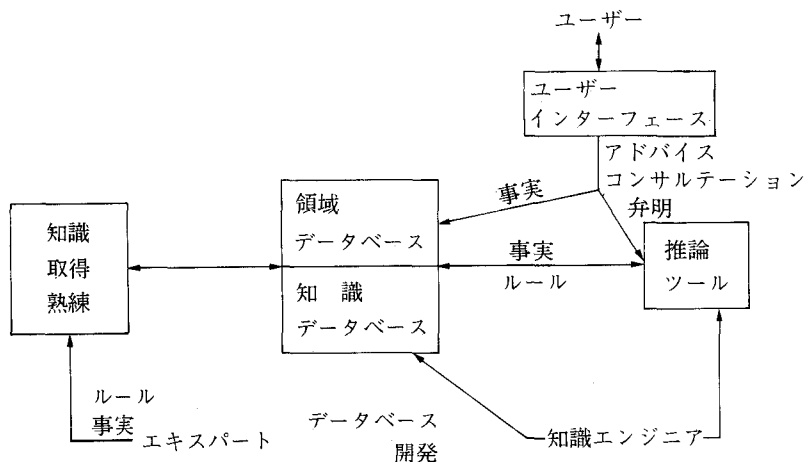 ユーザー
ユーザー
インターフェース
アドバイス
コンサルテーション
弁明
事実
領域
データベース
知識
データベース
知識
取得
熟練
事実
ルール
推論
ツール
ルール
事実
エキスパート
データベース
開発
知識エンジニア